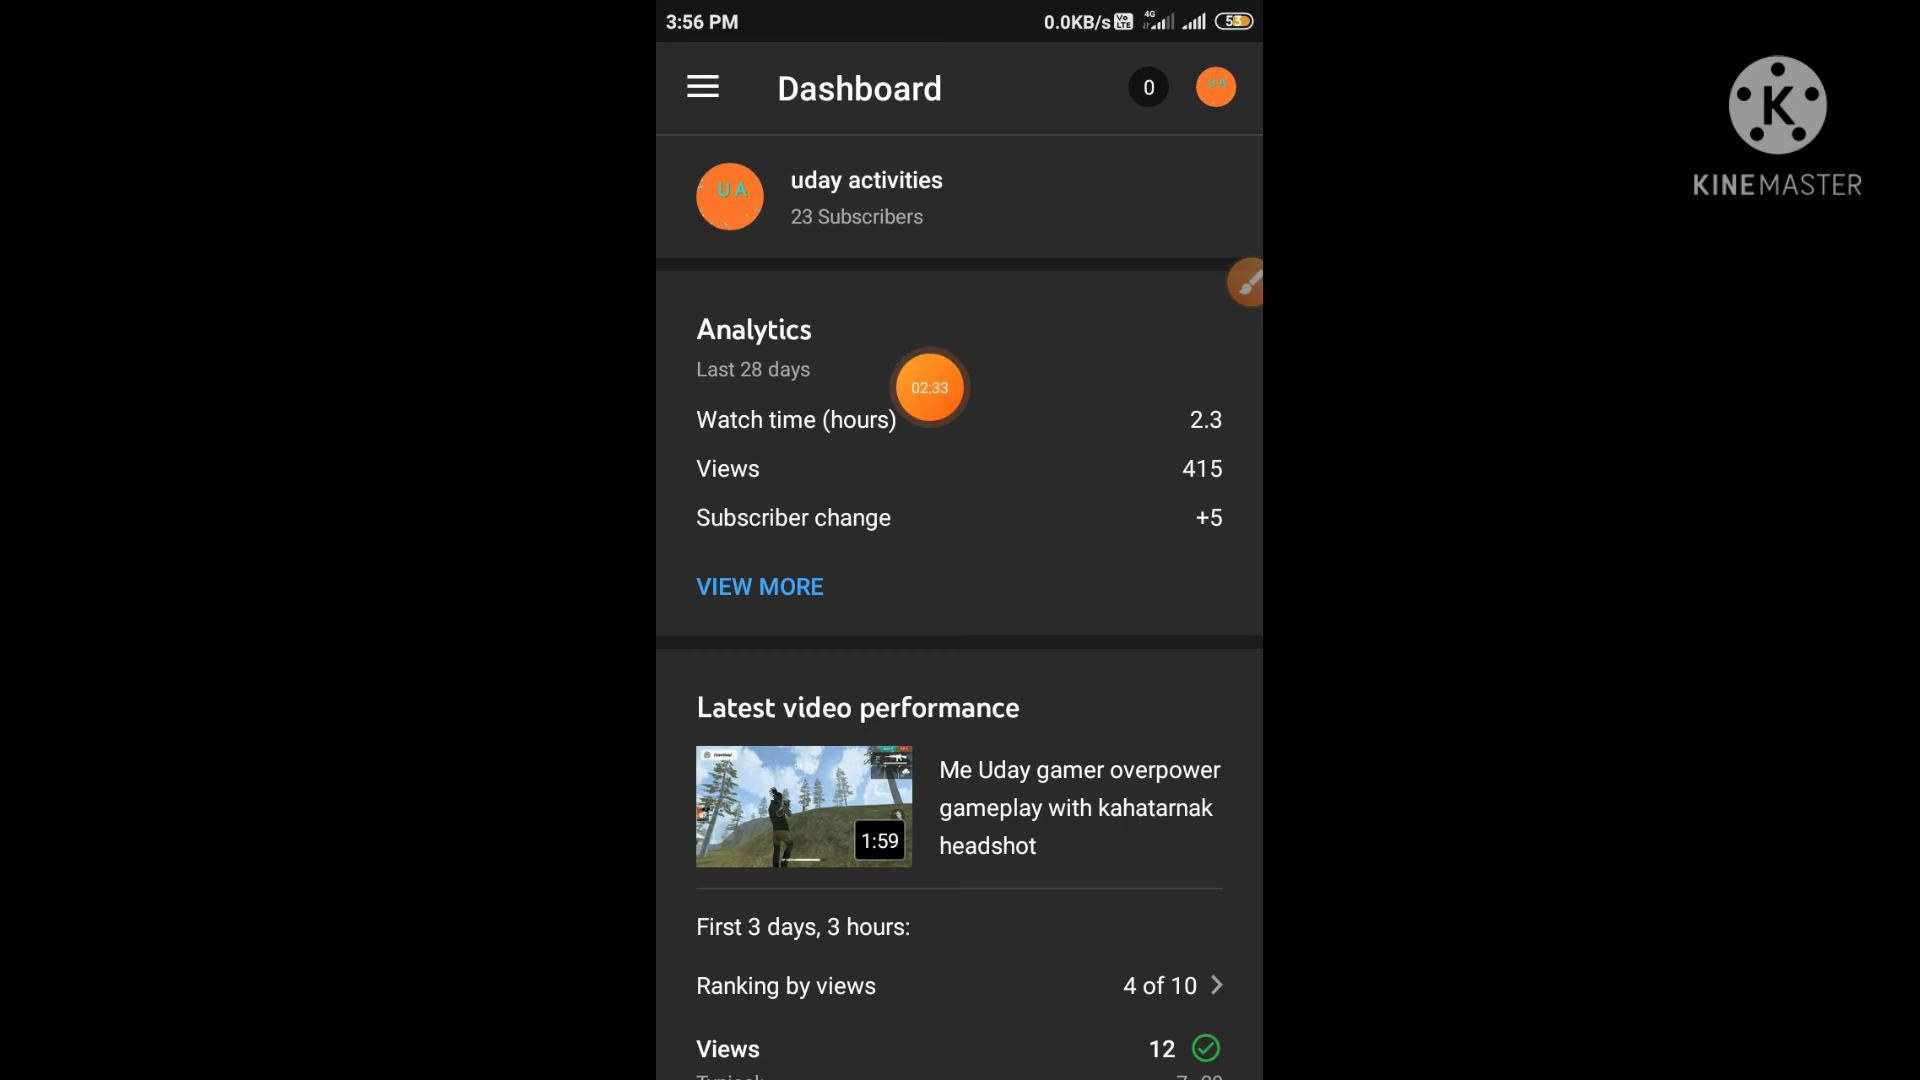 3:56 PM
0.0KB/s Vo LTE 4G 53
Dashboard
0
U A
uday activities
U A
23 Subscribers
Analytics
Last 28 days
02:33
Watch time (hours) 2.3
Views 415
Subscriber change +5
VIEW MORE
Latest video performance
Me Uday gamer overpower
gameplay with kahatarnak
headshot
1:59
First 3 days, 3 hours:
Ranking by views 4 of 10
Views 12
K
KINEMASTER